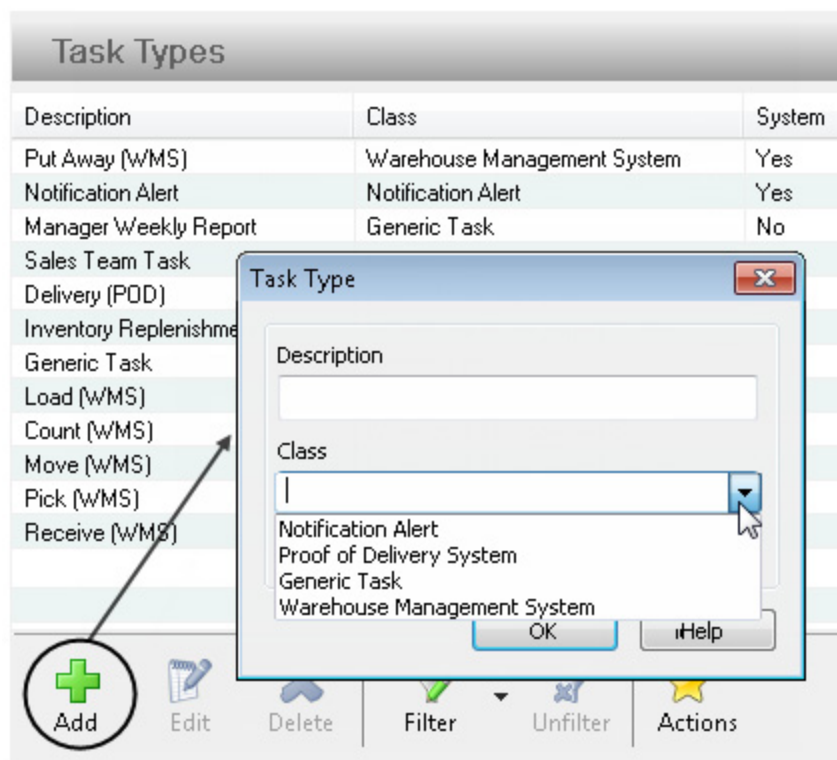 Task Types
Description Class System
Put Away (WMS) Warehouse Management System Yes
Notification Alert Notification Alert Yes
Manager Weekly Report Generic Task No
Sales Team Task
Delivery (POD)
Inventory Replenishme
Generic Task
Load (WMS)
Count (WMS)
Move (WMS)
Pick (WMS)
Receive (WMS)
Task Type
Description
Class
Notification Alert
Proof of Delivery System
Generic Task
Warehouse Management System
OK Help
Add Edit Delete Filter Unfilter Actions